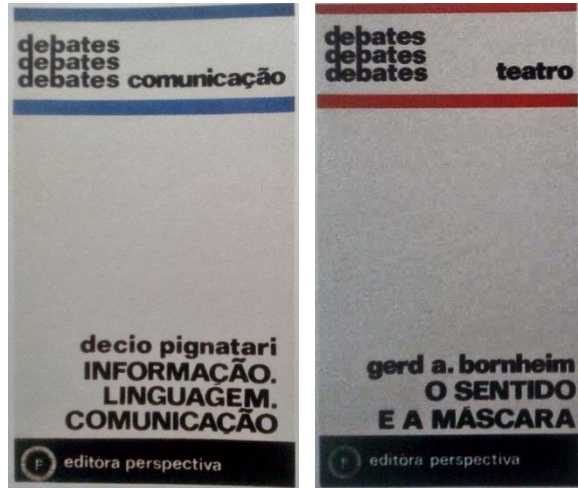 debates
debates
debates comunicação
decio pignatari
INFORMAÇÃO.
LINGUAGEM.
COMUNICAÇÃO
editora perspectiva
debates
debates
debates teatro
gerd a. bornheim
O SENTIDO
E A MÁSCARA
editora perspectiva